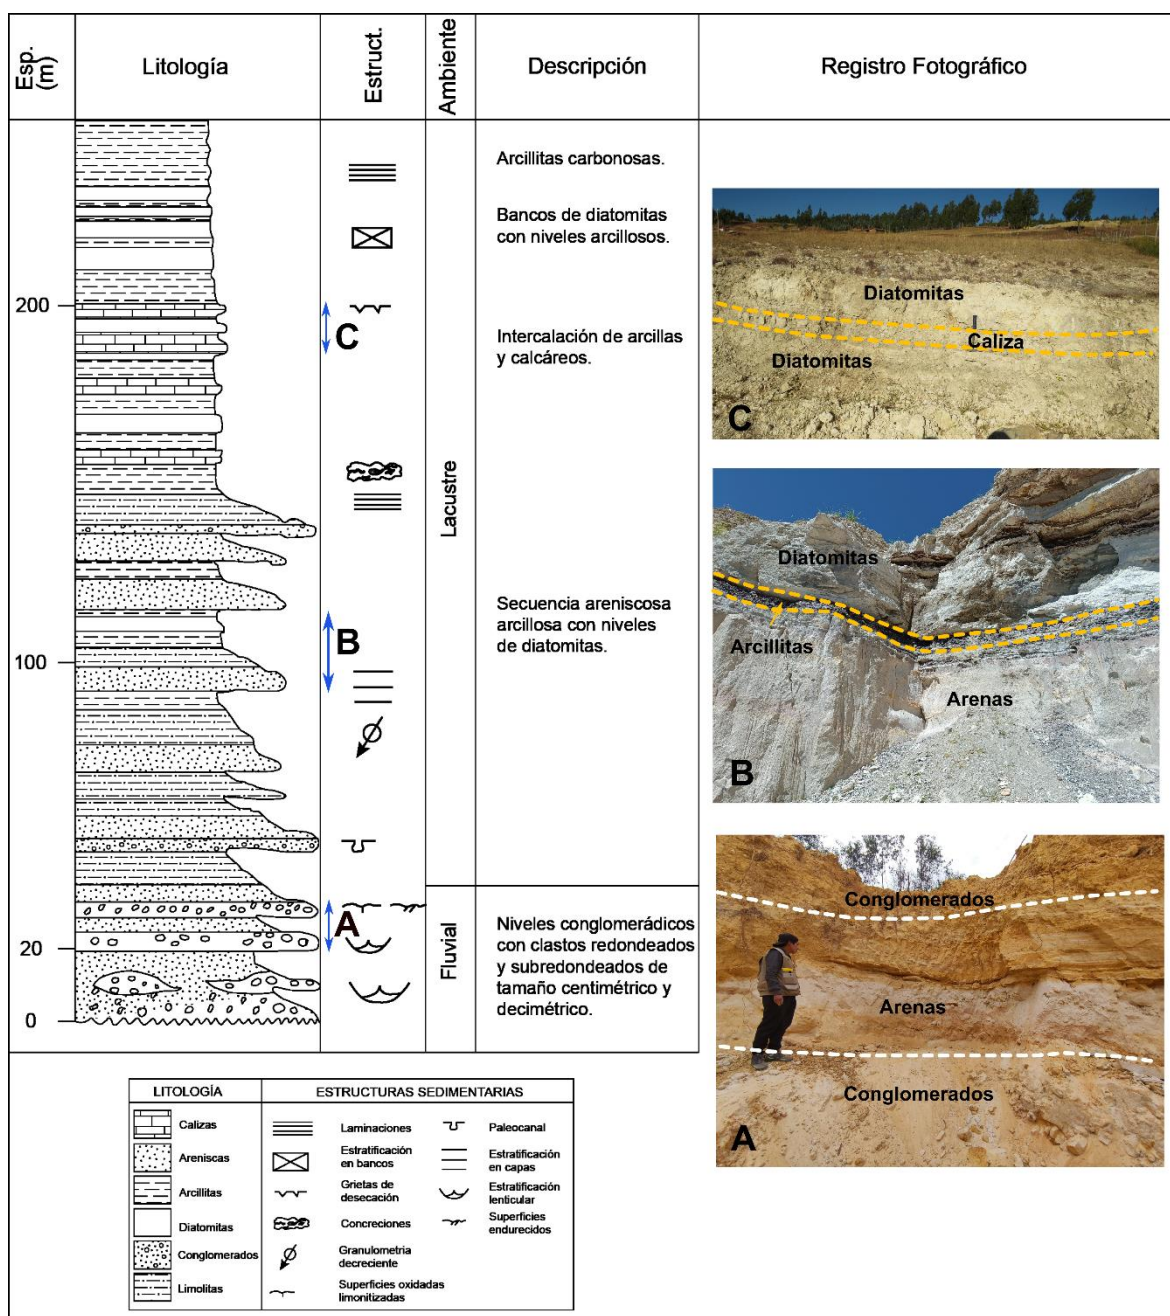 Esp.
(m)
Litología
Estruct.
Ambiente
Descripción
Registro Fotográfico
200
100
20
0
C
B
A
Lacustre
Fluvial
Arcillitas carbonosas.
Bancos de diatomitas
con niveles arcillosos.
Intercalación de arcillas
y calcáreos.
Secuencia areniscosa
arcillosa con niveles
de diatomitas.
Niveles conglomerádicos
con clastos redondeados
y subredondeados de
tamaño centimétrico y
decimétrico.
Diatomitas
Caliza
Diatomitas
C
Diatomitas
Arcillitas
Arenas
B
Conglomerados
Arenas
Conglomerados
A
LITOLOGÍA
Calizas
Areniscas
Arcillitas
Diatomitas
Conglomerados
Limolitas
ESTRUCTURAS SEDIMENTARIAS
Laminaciones
Estratificación
en bancos
Grietas de
desecación
Concreciones
Granulometria
decreciente
Superficies oxidadas
limonitizadas
Paleocanal
Estratificación
en capas
Estratificación
lenticular
Superficies
endurecidos